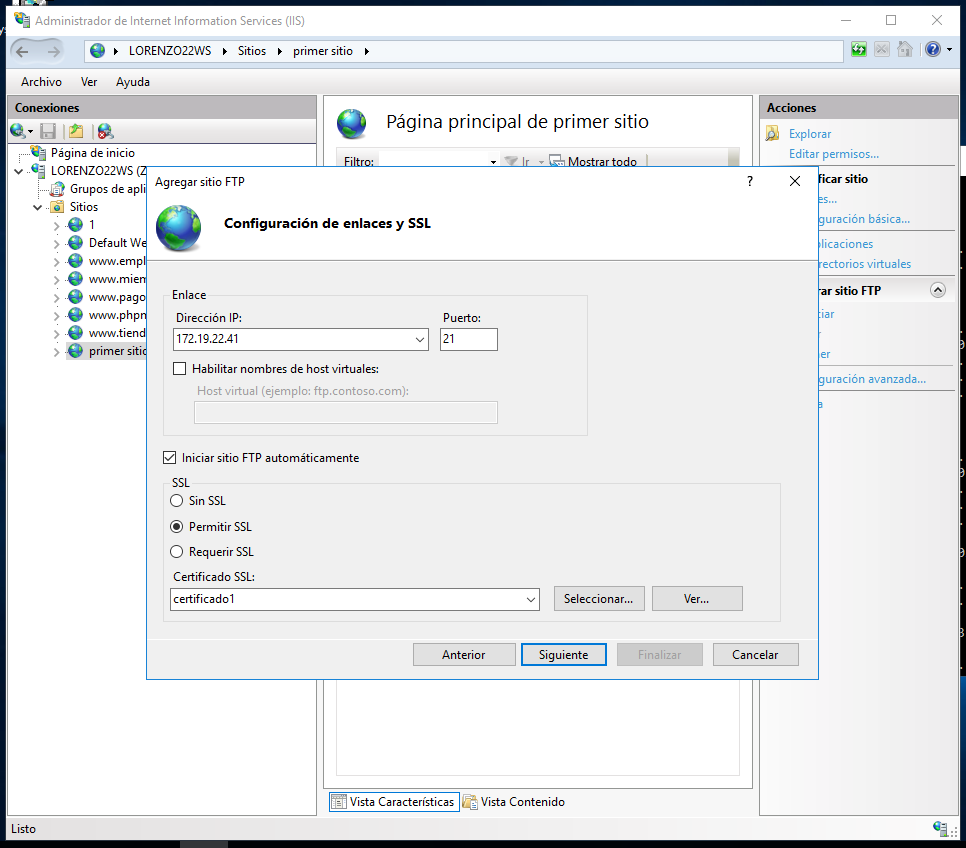 Administrador de Internet Information Services (IIS)
LORENZO22WS
Sitios
primer sitio
Archivo Ver Ayuda
Conexiones
Página de inicio
LORENZO22WS (Z
Grupos de apli
Sitios
1
Default We
www.empl
www.miem
www.pago
www.phpn
www.tiend
primer sitio
Página principal de primer sitio
Filtro:
Ir
Mostrar todo
Acciones
Explorar
Editar permisos...
ficar sitio
es...
guración básica...
plicaciones
rectorios virtuales
rar sitio FTP
iar
r
er
guración avanzada...
a
Agregar sitio FTP
?
Configuración de enlaces y SSL
Enlace
Dirección IP: Puerto:
172.19.22.41 21
Habilitar nombres de host virtuales:
Host virtual (ejemplo: ftp.contoso.com):
Iniciar sitio FTP automáticamente
SSL
Sin SSL
Permitir SSL
Requerir SSL
Certificado SSL:
certificado1 Seleccionar... Ver...
Anterior Siguiente Finalizar Cancelar
Vista Características Vista Contenido
Listo